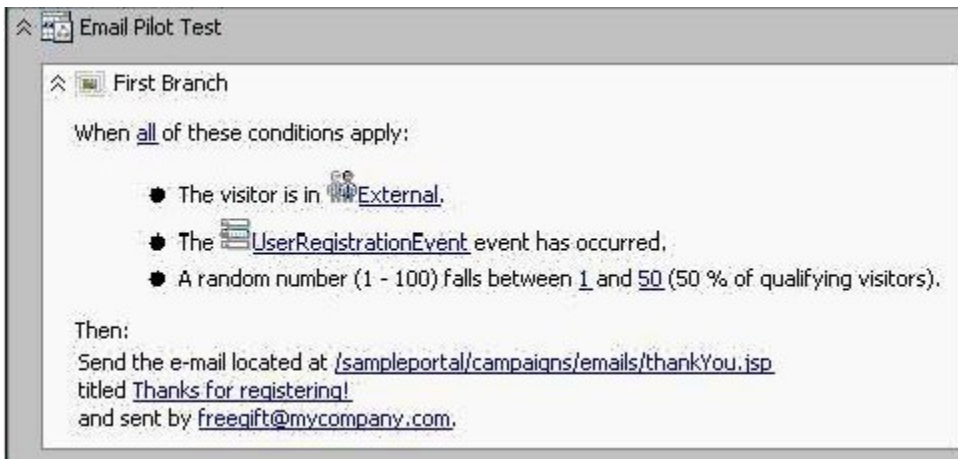 Email Pilot Test
First Branch
When all of these conditions apply:
The visitor is in External.
The UserRegistrationEvent event has occurred.
A random number (1 - 100) falls between 1 and 50 (50 % of qualifying visitors).
Then:
Send the e-mail located at /sampleportal/campaigns/emails/thankYou.jsp
titled Thanks for registering!
and sent by freegift@mycompany.com.